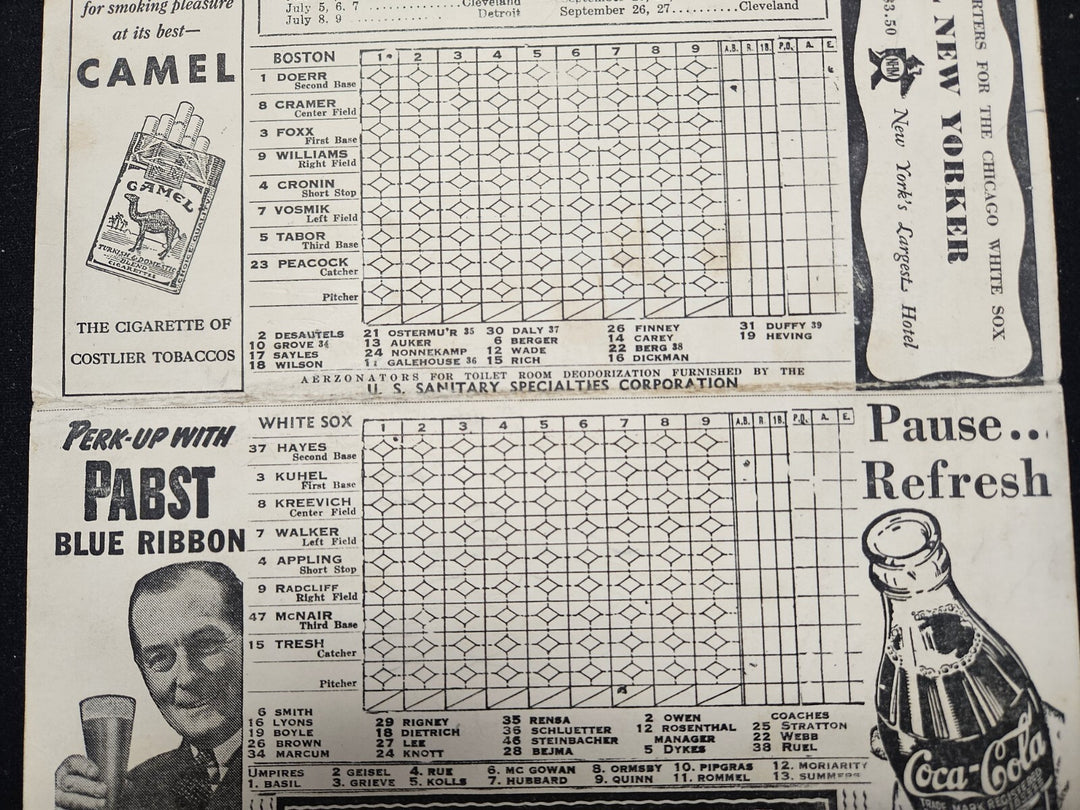 for smoking pleasure
at its best—
CAMEL
CAMEL
TURKISH & DOMESTIC
BLEND
CIGARETTES
CHOICE QUALITY
THE CIGARETTE OF
COSTLIER TOBACCOS
July 5, 6. 7 ..........Cleveland
July 8. 9 ..........Detroit
September 26, 27..........Cleveland
BOSTON 1 2 3 4 5 6 7 8 9 A.B. R. 1B. P.O. A. E.
1 DOERR
Second Base
8 CRAMER
Center Field
3 FOXX
First Base
9 WILLIAMS
Right Field
4 CRONIN
Short Stop
7 VOSMIK
Left Field
5 TABOR
Third Base
23 PEACOCK
Catcher
Pitcher
2 DESAUTELS 21 OSTERMU'R 35 30 DALY 37 26 FINNEY 31 DUFFY 39
10 GROVE 34 13 AUKER 6 BERGER 14 CAREY 19 HEVING
17 SAYLES 24 NONNEKAMP 12 WADE 22 BERG 38
18 WILSON 11 GALEHOUSE 36 15 RICH 16 DICKMAN
AERZONATORS FOR TOILET ROOM DEODORIZATION FURNISHED BY THE
U. S. SANITARY SPECIALTIES CORPORATION
FOR THE CHICAGO WHITE SOX
NEW YORKER
New York's Largest Hotel
NHM
PERK-UP WITH
PABST
BLUE RIBBON
WHITE SOX 1 2 3 4 5 6 7 8 9 A.B. R. 1B. P.O. A. E.
37 HAYES
Second Base
3 KUHEL
First Base
8 KREEVICH
Center Field
7 WALKER
Left Field
4 APPLING
Short Stop
9 RADCLIFF
Right Field
47 McNAIR
Third Base
15 TRESH
Catcher
Pitcher
6 SMITH 29 RIGNEY 35 RENSA 2 OWEN COACHES
16 LYONS 18 DIETRICH 36 SCHLUETTER 12 ROSENTHAL 25 STRATTON
19 BOYLE 27 LEE 46 STEINBACHER MANAGER 22 WEBB
26 BROWN 24 KNOTT 28 BEJMA 5 DYKES 38 RUEL
34 MARCUM
UMPIRES 2 GEISEL 4. RUE 6. MC GOWAN 8. ORMSBY 10. PIPGRAS 12. MORIARITY
1. BASIL 3. GRIEVE 5. KOLLS 7. HUBBARD 9. QUINN 11. ROMMEL 13. SUMMERS
Pause...
Refresh
Coca-Cola